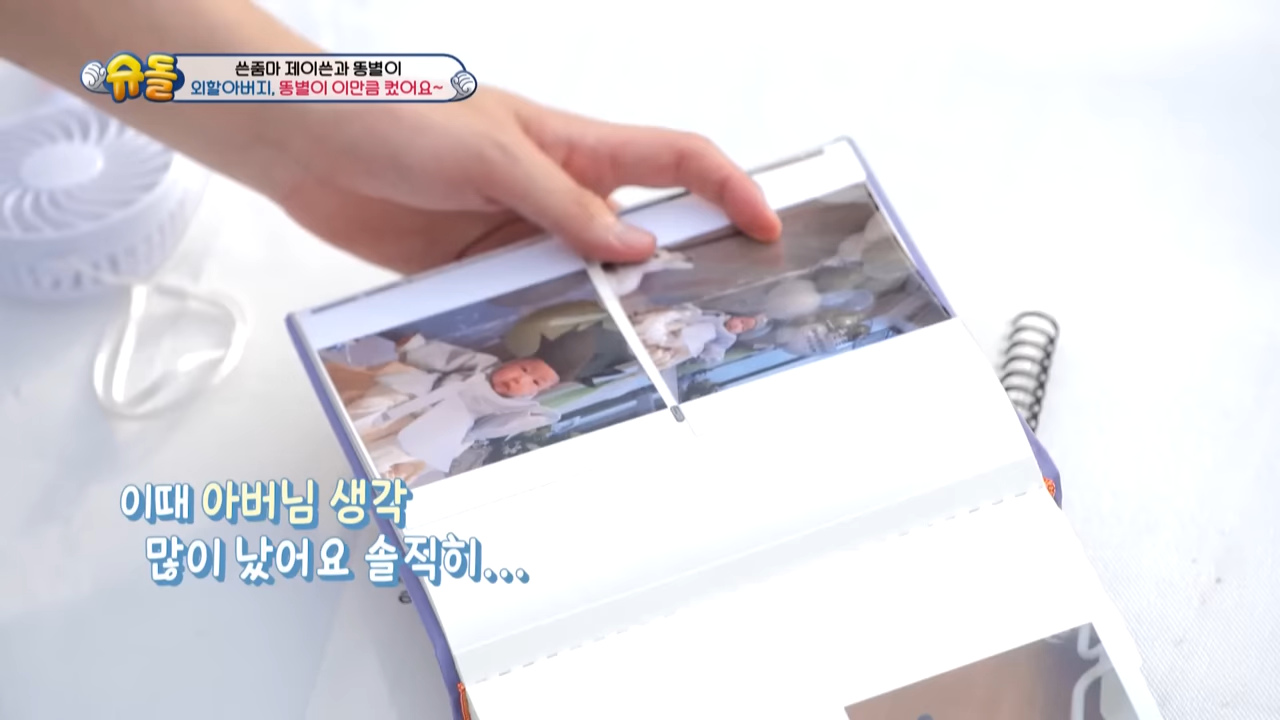 슈돌
쓴줌마 제이쓴과 똥별이
외할아버지, 똥별이 이만큼 컸어요~
이때 아버님 생각
많이 났어요 솔직히...